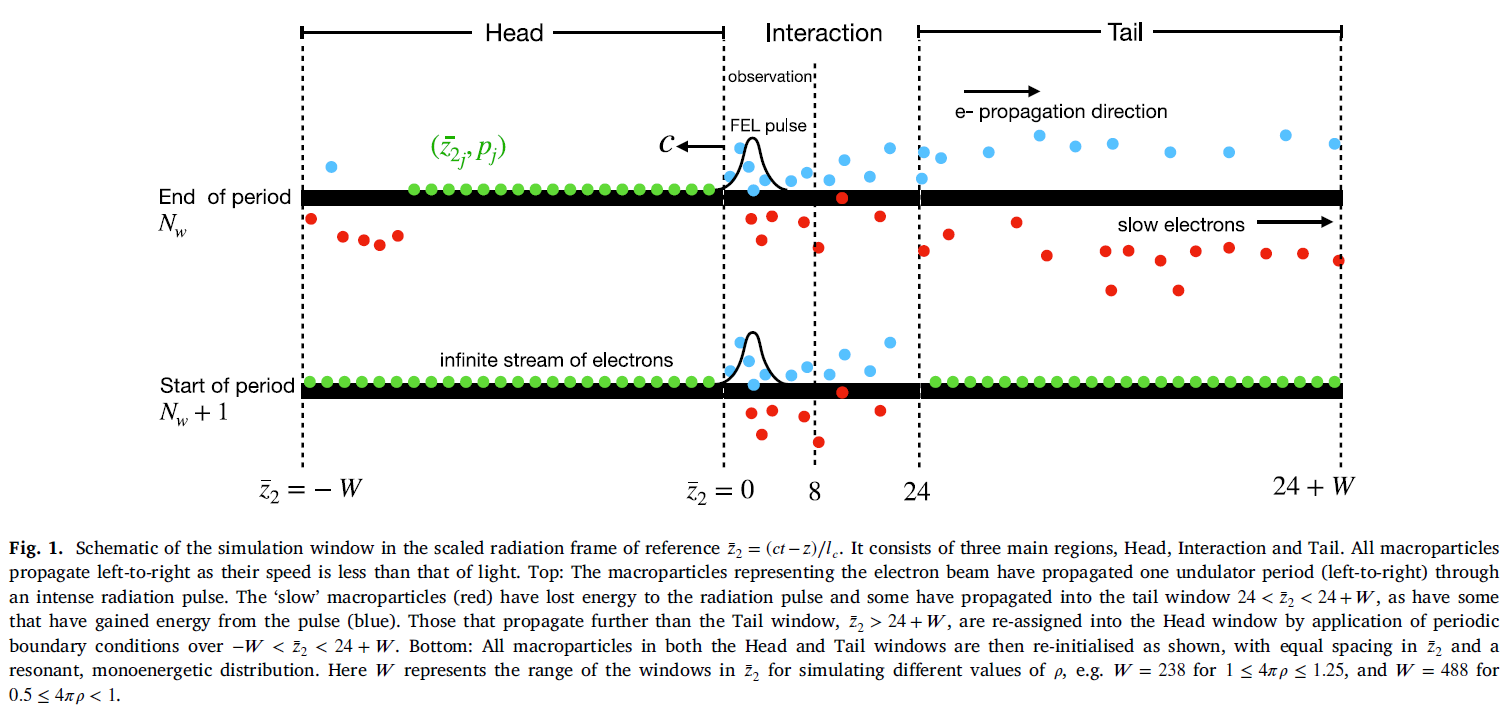 Head Interaction Tail
observation
FEL pulse
e- propagation direction
(z̄₂ⱼ, pⱼ)
c
End of period
N_w
slow electrons
infinite stream of electrons
Start of period
N_w + 1
z̄₂ = − W z̄₂ = 0 8 24 24 + W
Fig. 1. Schematic of the simulation window in the scaled radiation frame of reference z̄₂ = (ct − z)/l_c. It consists of three main regions, Head, Interaction and Tail. All macroparticles
propagate left-to-right as their speed is less than that of light. Top: The macroparticles representing the electron beam have propagated one undulator period (left-to-right) through
an intense radiation pulse. The ‘slow’ macroparticles (red) have lost energy to the radiation pulse and some have propagated into the tail window 24 < z̄₂ < 24 + W, as have some
that have gained energy from the pulse (blue). Those that propagate further than the Tail window, z̄₂ > 24 + W, are re-assigned into the Head window by application of periodic
boundary conditions over −W < z̄₂ < 24 + W. Bottom: All macroparticles in both the Head and Tail windows are then re-initialised as shown, with equal spacing in z̄₂ and a
resonant, monoenergetic distribution. Here W represents the range of the windows in z̄₂ for simulating different values of ρ, e.g. W = 238 for 1 ≤ 4πρ ≤ 1.25, and W = 488 for
0.5 ≤ 4πρ < 1.